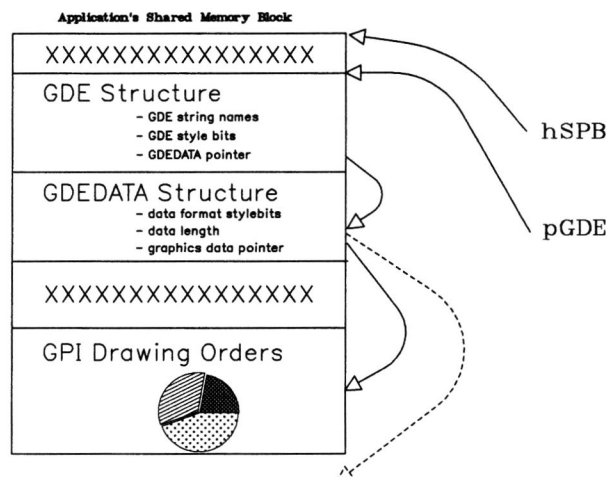 Application's Shared Memory Block
XXXXXXXXXXXXXXXX
GDE Structure
- GDE string names
- GDE style bits
- GDEDATA pointer
hSPB
GDEDATA Structure
- data format stylebits
- data length
- graphics data pointer
pGDE
XXXXXXXXXXXXXXXX
GPI Drawing Orders